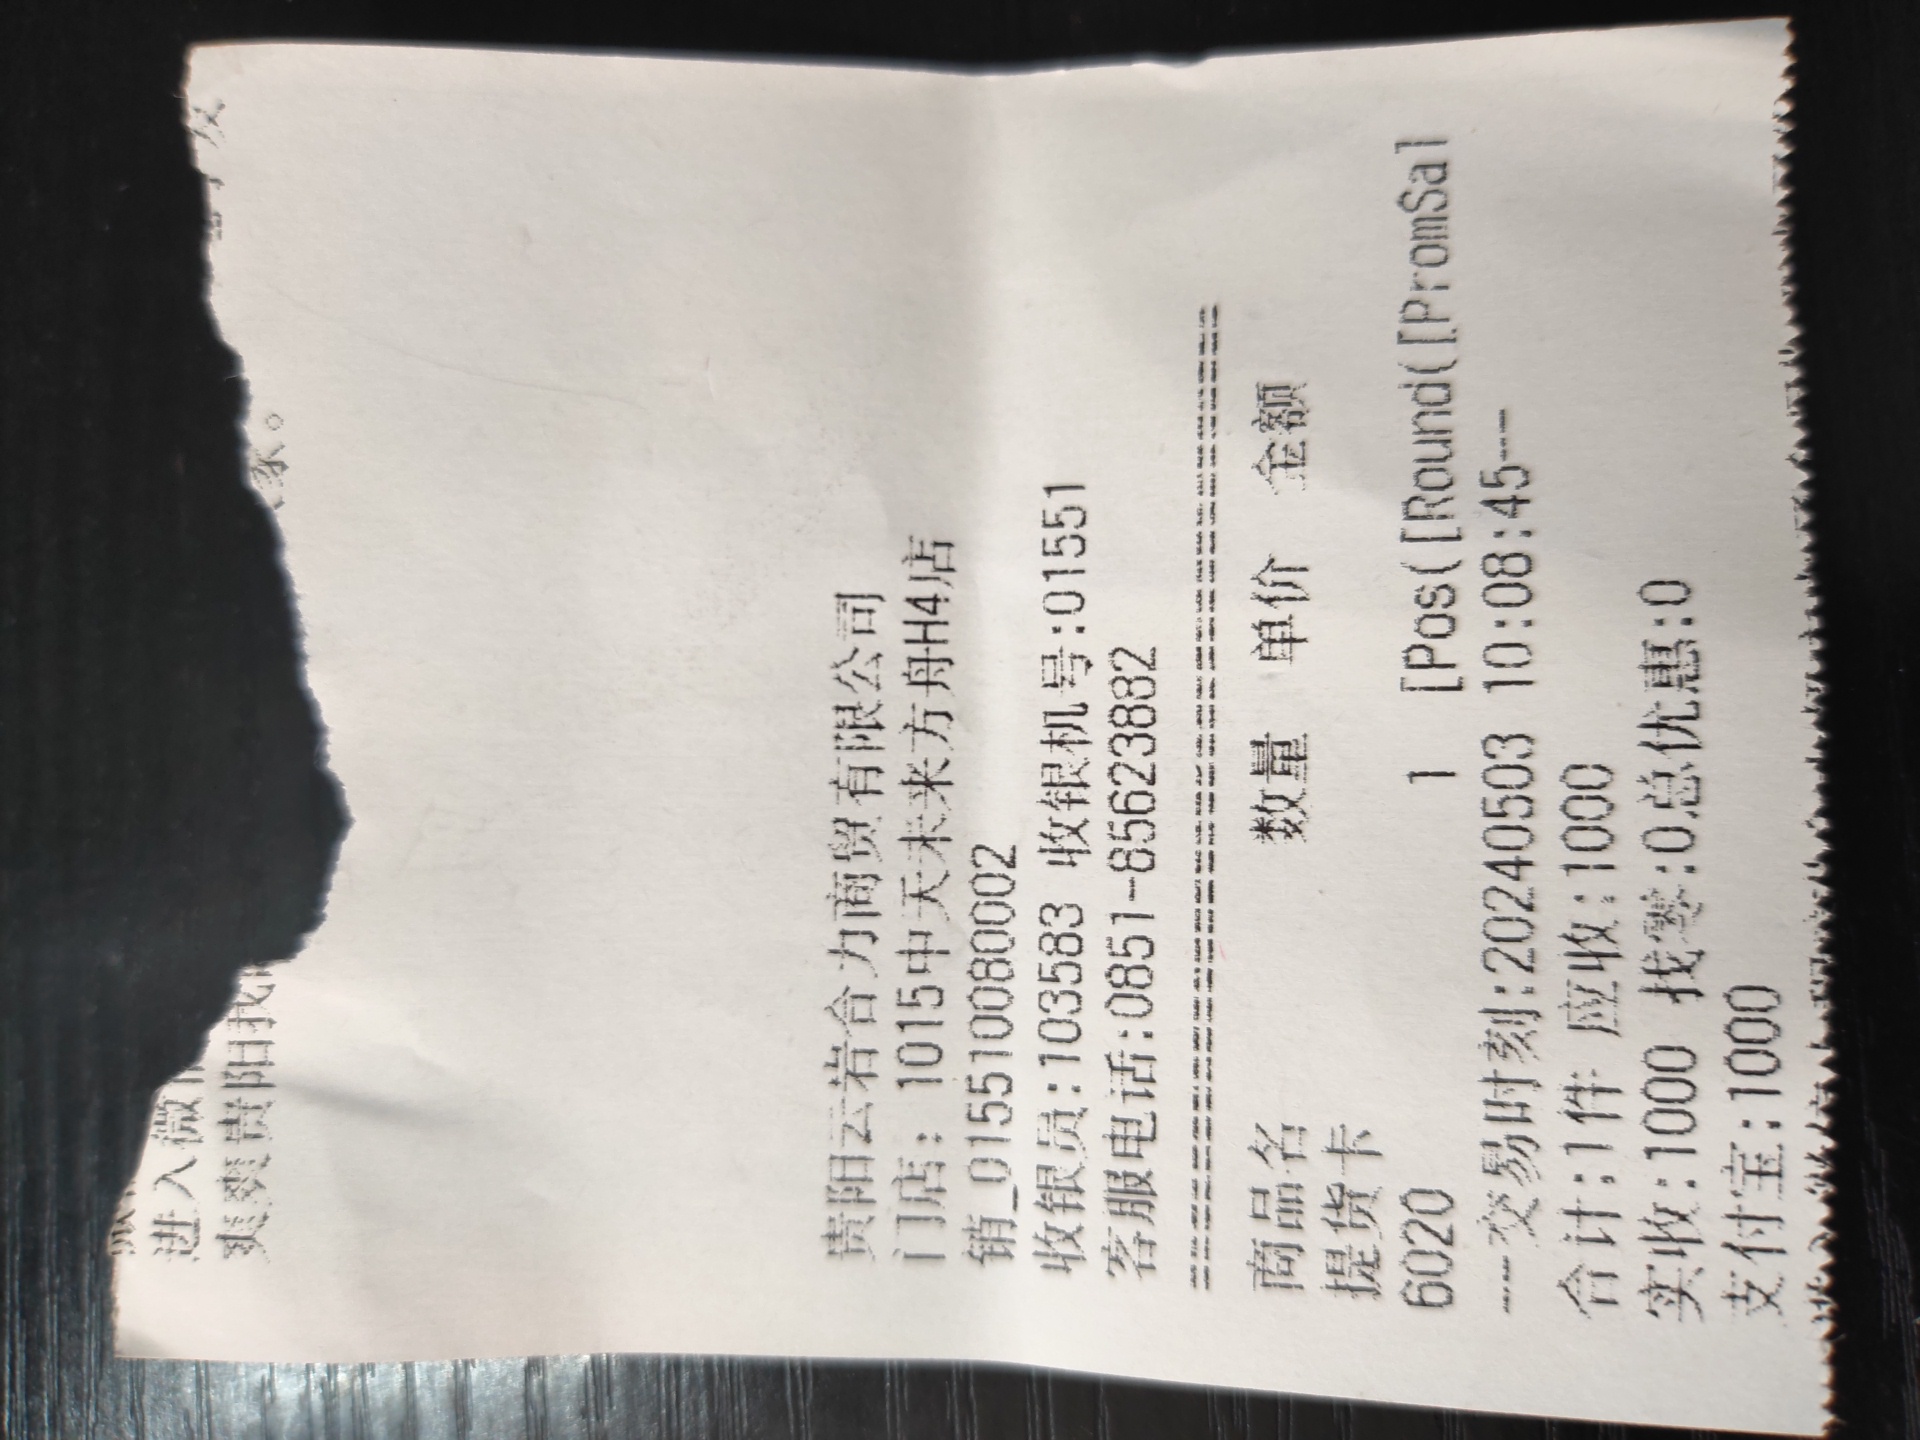 进入微
爽爽贵阳我
家。
贵阳云岩合力商贸有限公司
门店: 1015中天未来方舟H4店
销_015510080002
收银员:103583 收银机号:01551
客服电话:0851-85623882
商品名 数量 单价 金额
提货卡
6020 1 [Pos([Round([PromSal
---交易时刻:20240503 10:08:45---
合计:1件 应收:1000
实收:1000 找零:0总优惠:0
支付宝:1000